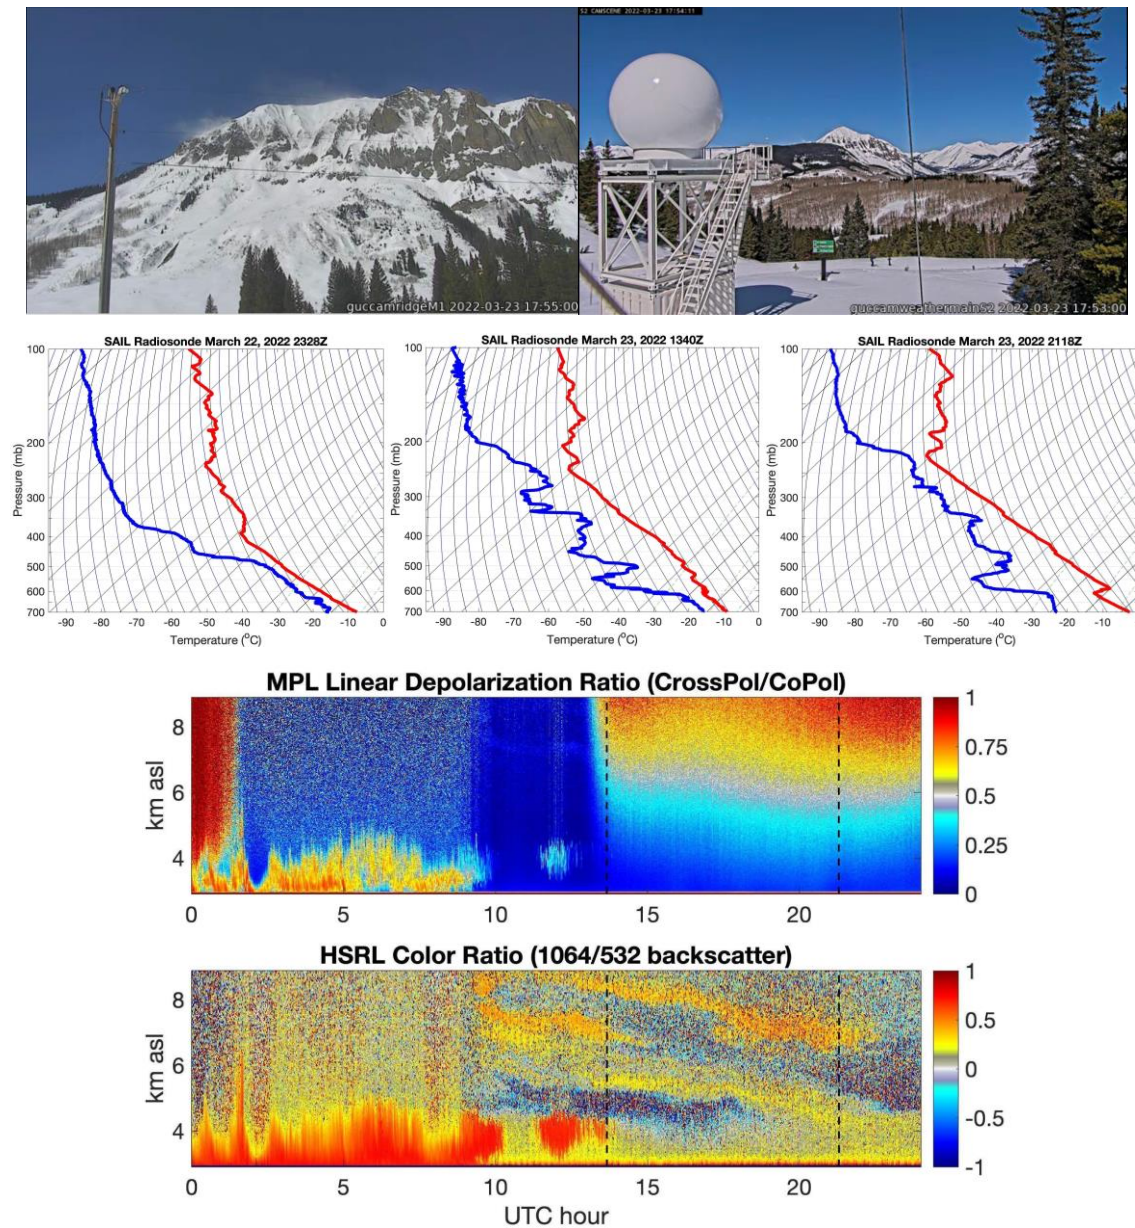 S2 CAMSCENE 2022-03-23 17:54:11
guccamridgeM1 2022-03-23 17:55:00
guccamweathermainS2 2022-03-23 17:53:00
SAIL Radiosonde March 22, 2022 2328Z
SAIL Radiosonde March 23, 2022 1340Z
SAIL Radiosonde March 23, 2022 2118Z
Pressure (mb)
100
200
300
400
500
600
700
-90 -80 -70 -60 -50 -40 -30 -20 -10 0
Temperature (°C)
Pressure (mb)
100
200
300
400
500
600
700
-90 -80 -70 -60 -50 -40 -30 -20 -10 0
Temperature (°C)
Pressure (mb)
100
200
300
400
500
600
700
-90 -80 -70 -60 -50 -40 -30 -20 -10
Temperature (°C)
MPL Linear Depolarization Ratio (CrossPol/CoPol)
km asl
8
6
4
0 5 10 15 20
1
0.75
0.5
0.25
0
HSRL Color Ratio (1064/532 backscatter)
km asl
8
6
4
0 5 10 15 20
1
0.5
0
-0.5
-1
UTC hour